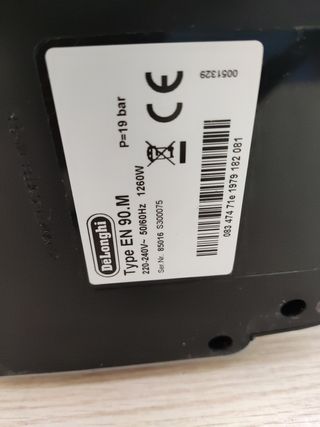 DeLonghi
Type EN 90.M
220-240V~ 50/60Hz 1260W
Ser.Nr. 85016 S300075
P=19 bar
CE
0051329
083 474 71e 1979 182 081